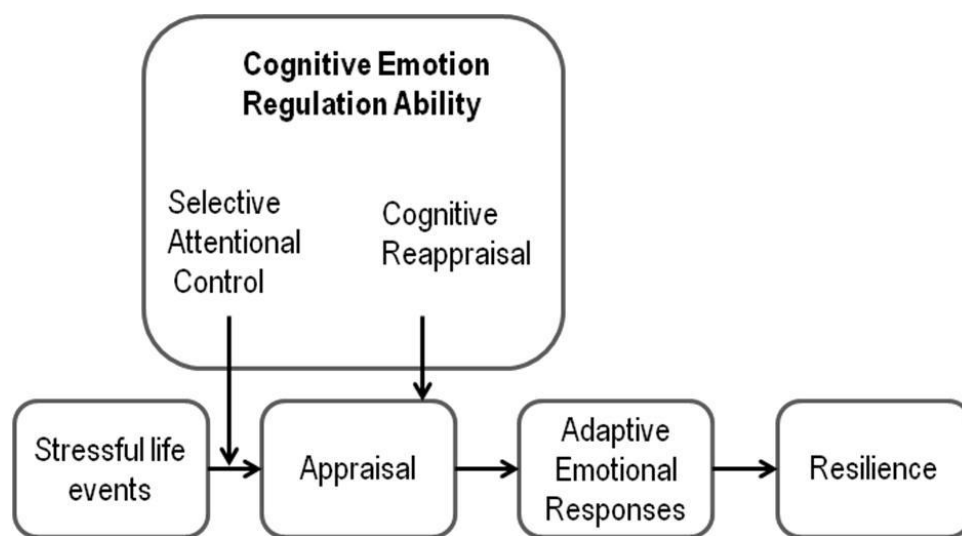 Cognitive Emotion
Regulation Ability
Selective
Attentional
Control
Cognitive
Reappraisal
Stressful life
events
Appraisal
Adaptive
Emotional
Responses
Resilience